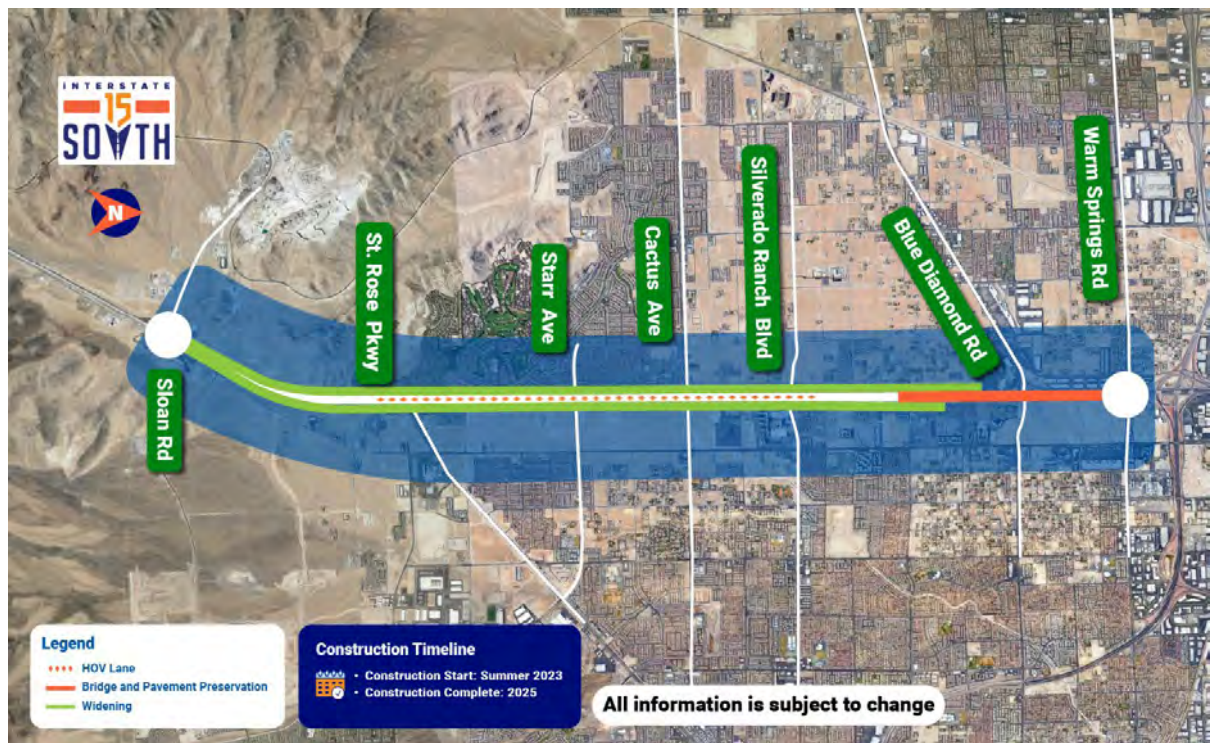 INTERSTATE
15
SOUTH
N
Sloan Rd
St. Rose Pkwy
Starr Ave
Cactus Ave
Silverado Ranch Blvd
Blue Diamond Rd
Warm Springs Rd
Legend
HOV Lane
Bridge and Pavement Preservation
Widening
Construction Timeline
• Construction Start: Summer 2023
• Construction Complete: 2025
All information is subject to change